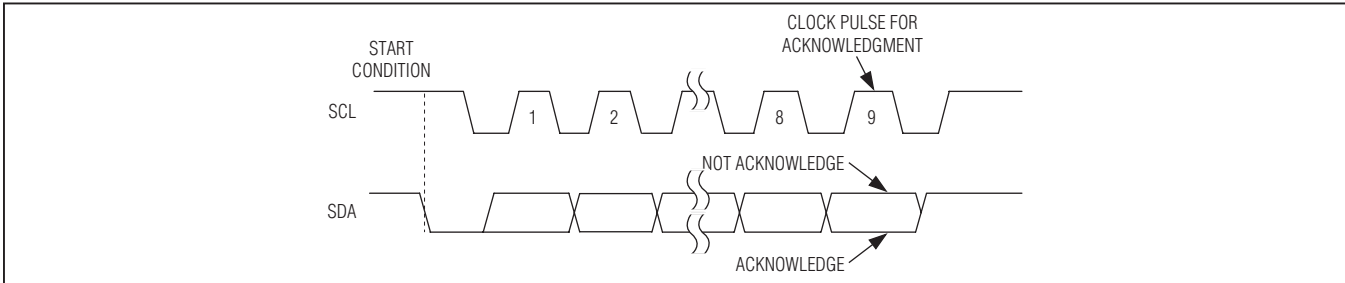 CLOCK PULSE FOR
ACKNOWLEDGMENT
START
CONDITION
SCL
1
2
8
9
NOT ACKNOWLEDGE
SDA
ACKNOWLEDGE